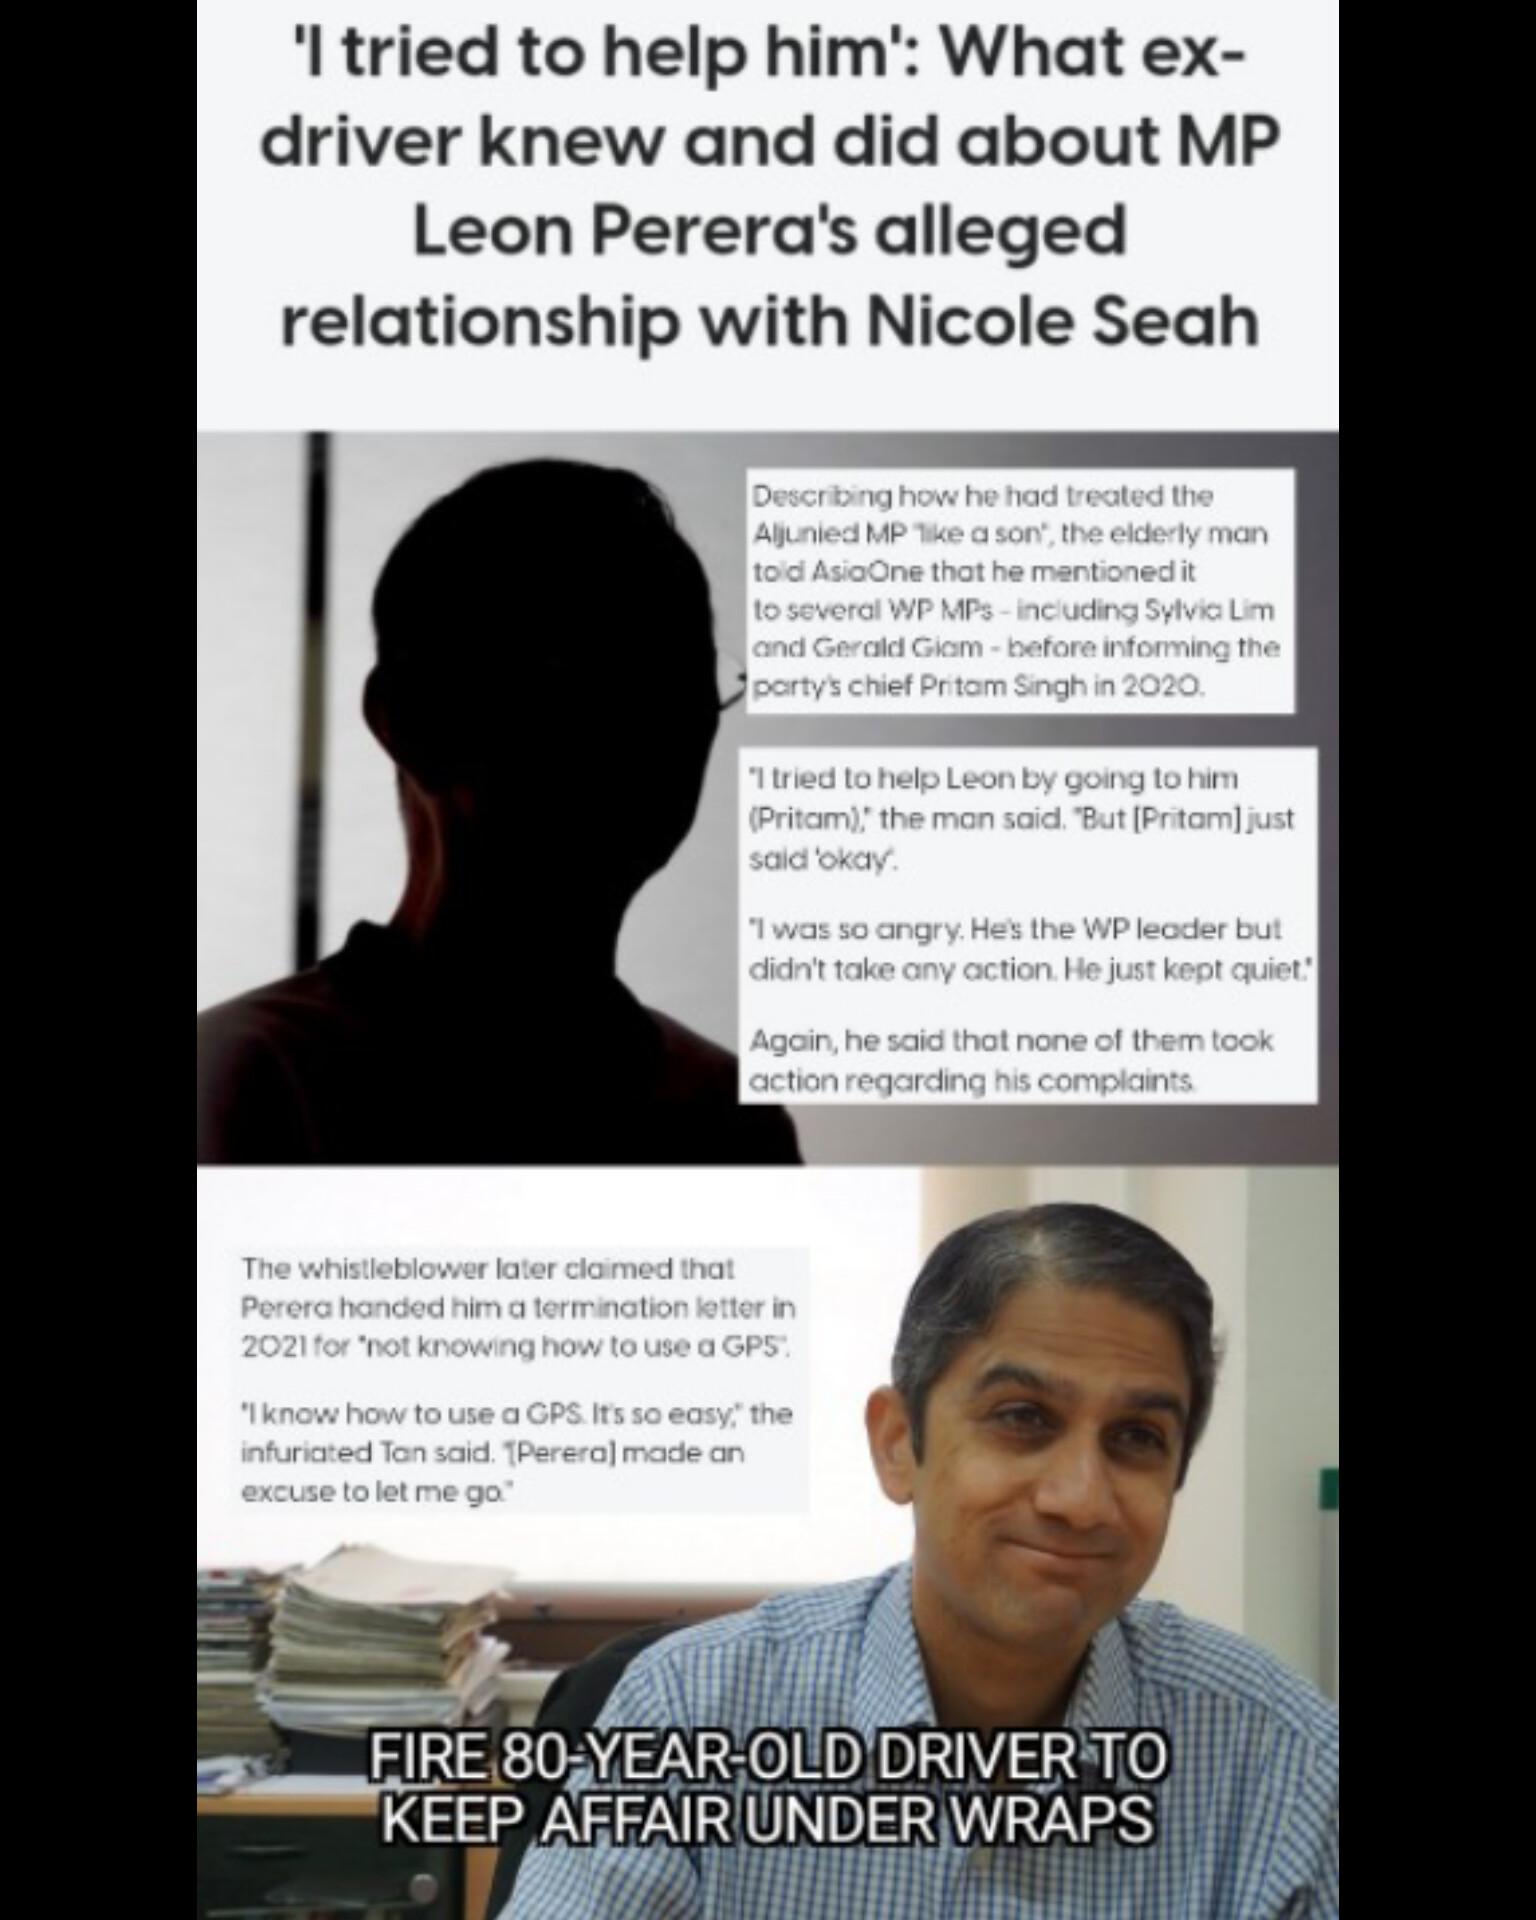 'I tried to help him': What ex-
driver knew and did about MP
Leon Perera's alleged
relationship with Nicole Seah
Describing how he had treated the
Aljunied MP "like a son", the elderly man
told AsiaOne that he mentioned it
to several WP MPs - including Sylvia Lim
and Gerald Giam - before informing the
party's chief Pritam Singh in 2020.
"I tried to help Leon by going to him
(Pritam)," the man said. "But [Pritam] just
said 'okay'.
"I was so angry. He's the WP leader but
didn't take any action. He just kept quiet."
Again, he said that none of them took
action regarding his complaints.
The whistleblower later claimed that
Perera handed him a termination letter in
2021 for "not knowing how to use a GPS".
"I know how to use a GPS. It's so easy," the
infuriated Tan said. "[Perera] made an
excuse to let me go."
FIRE 80-YEAR-OLD DRIVER TO
KEEP AFFAIR UNDER WRAPS